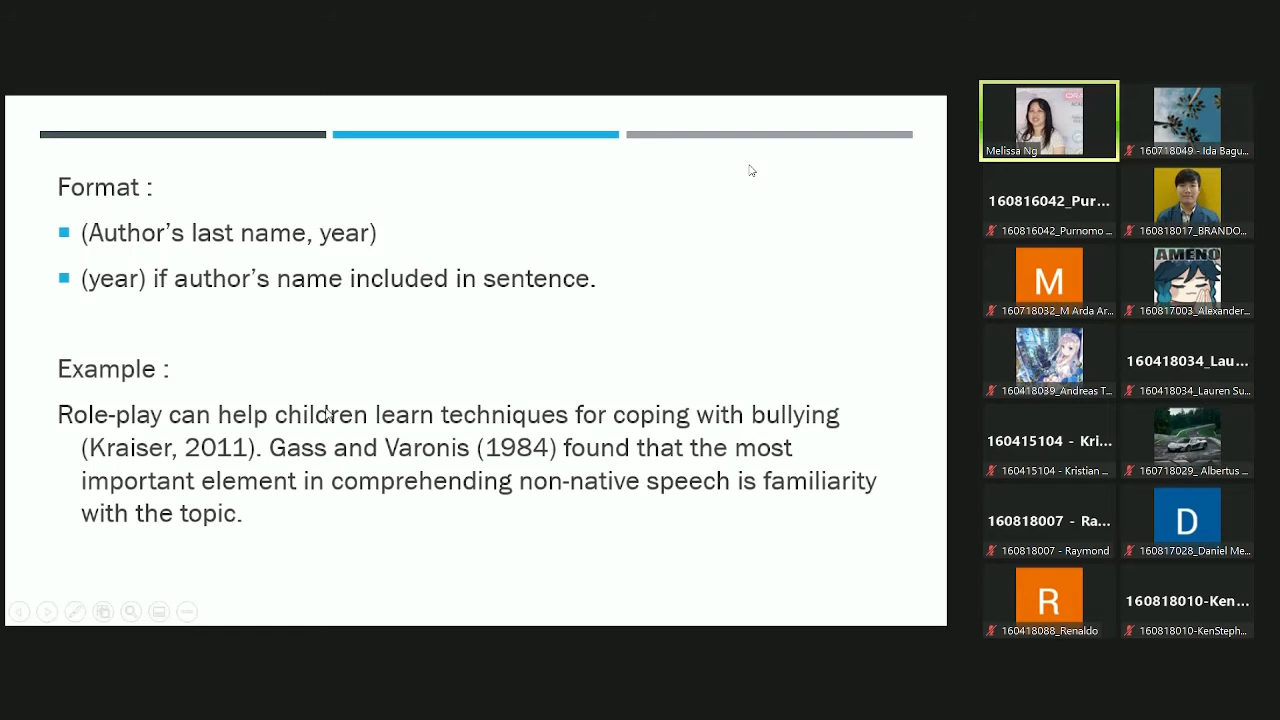 Format :
(Author’s last name, year)
(year) if author’s name included in sentence.
Example :
Role-play can help children learn techniques for coping with bullying
(Kraiser, 2011). Gass and Varonis (1984) found that the most
important element in comprehending non-native speech is familiarity
with the topic.
Melissa Ng
160718049 - Ida Bagu...
160816042_Pur...
160816042_Purnomo ...
160818017_BRANDO...
M
160718032_M Arda Ar...
AMENO
160817003_Alexander...
160418039_Andreas T...
160418034_Lau...
160418034_Lauren Su...
160415104 - Kri...
160415104 - Kristian ...
160718029_ Albertus ...
160818007 - Ra...
160818007 - Raymond
D
160817028_Daniel Me...
R
160418088_Renaldo
160818010-Ken...
160818010-KenSteph...